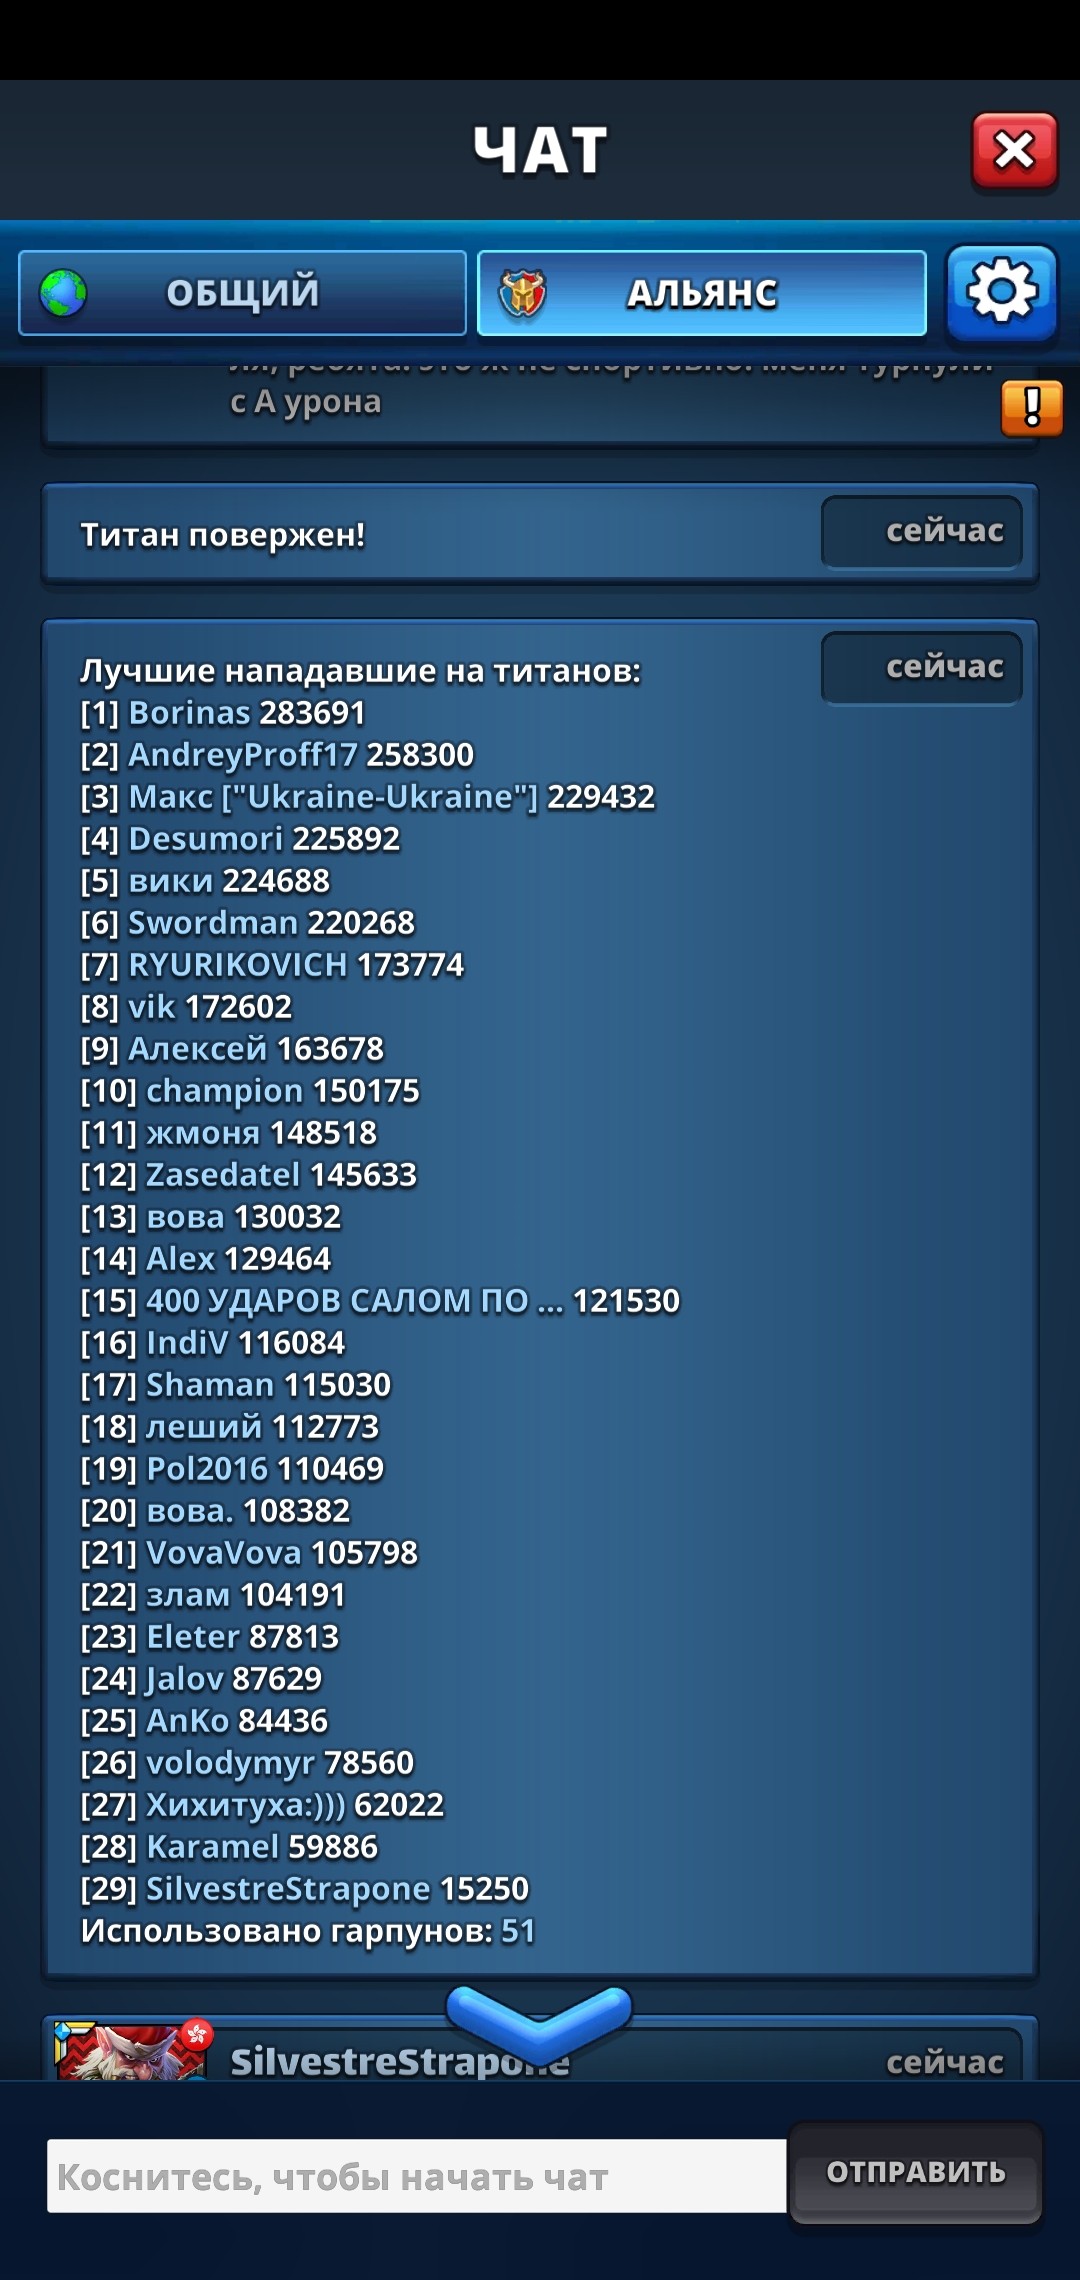 ЧАТ
ОБЩИЙ
АЛЬЯНС
с А урона
!
Титан повержен!
сейчас
Лучшие нападавшие на титанов:
сейчас
[1] Borinas 283691
[2] AndreyProff17 258300
[3] Макс ["Ukraine-Ukraine"] 229432
[4] Desumori 225892
[5] вики 224688
[6] Swordman 220268
[7] RYURIKOVICH 173774
[8] vik 172602
[9] Алексей 163678
[10] champion 150175
[11] жмоня 148518
[12] Zasedatel 145633
[13] вова 130032
[14] Alex 129464
[15] 400 УДАРОВ САЛОМ ПО ... 121530
[16] IndiV 116084
[17] Shaman 115030
[18] леший 112773
[19] Pol2016 110469
[20] вова. 108382
[21] VovaVova 105798
[22] злам 104191
[23] Eleter 87813
[24] Jalov 87629
[25] AnKo 84436
[26] volodymyr 78560
[27] Хихитуха:))) 62022
[28] Karamel 59886
[29] SilvestreStrapone 15250
Использовано гарпунов: 51
SilvestreStrapone
сейчас
Коснитесь, чтобы начать чат
ОТПРАВИТЬ